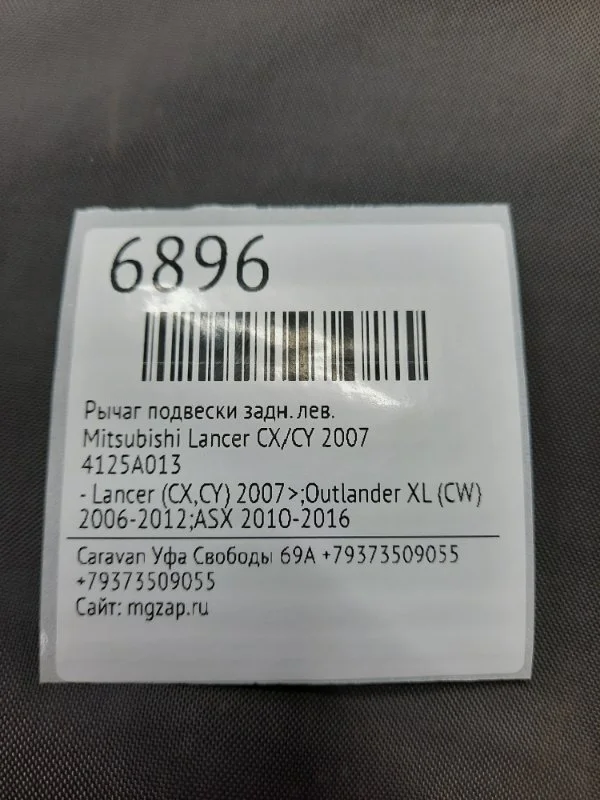 6896
Рычаг подвески задн. лев.
Mitsubishi Lancer CX/CY 2007
4125A013
- Lancer (CX,CY) 2007>;Outlander XL (CW)
2006-2012;ASX 2010-2016
Caravan Уфа Свободы 69А +79373509055
+79373509055
Сайт: mgzap.ru